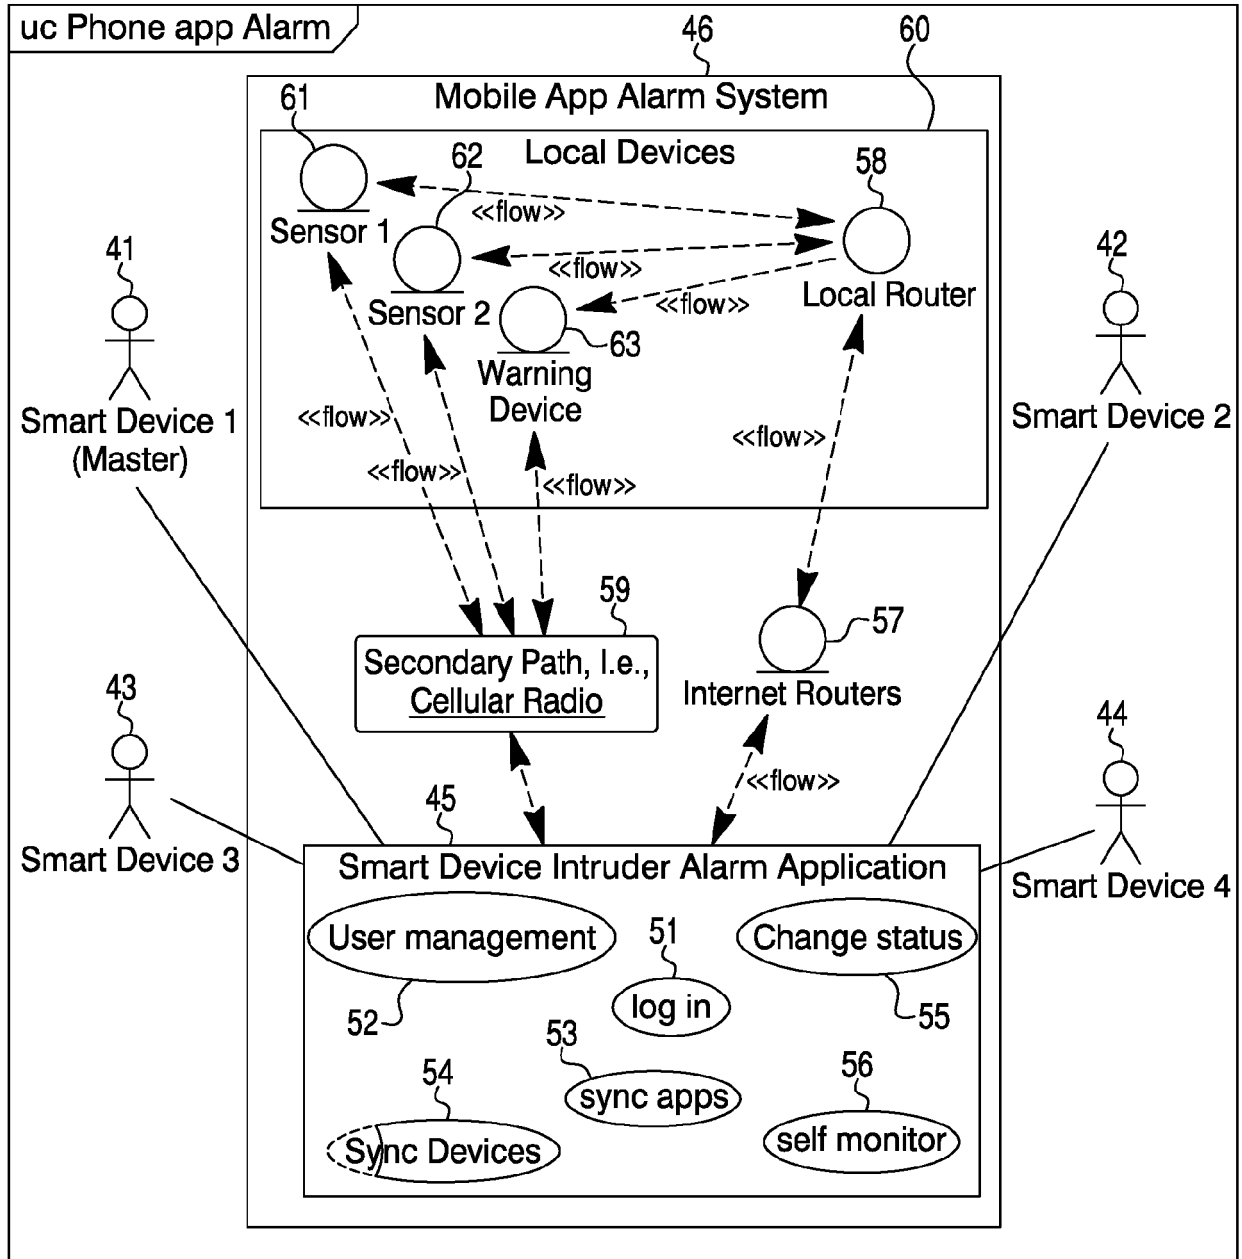 uc Phone app Alarm
46
60
Mobile App Alarm System
61
Local Devices
62
58
<<flow>>
Sensor 1
41
42
<<flow>>
Local Router
<<flow>>
Sensor 2
63
Warning
Device
Smart Device 1
(Master)
Smart Device 2
<<flow>>
<<flow>>
<<flow>>
<<flow>>
59
57
Secondary Path, I.e.,
Cellular Radio
Internet Routers
43
44
<<flow>>
45
Smart Device 3
Smart Device 4
Smart Device Intruder Alarm Application
User management
51
Change status
log in
52
55
53
54
56
sync apps
Sync Devices
self monitor